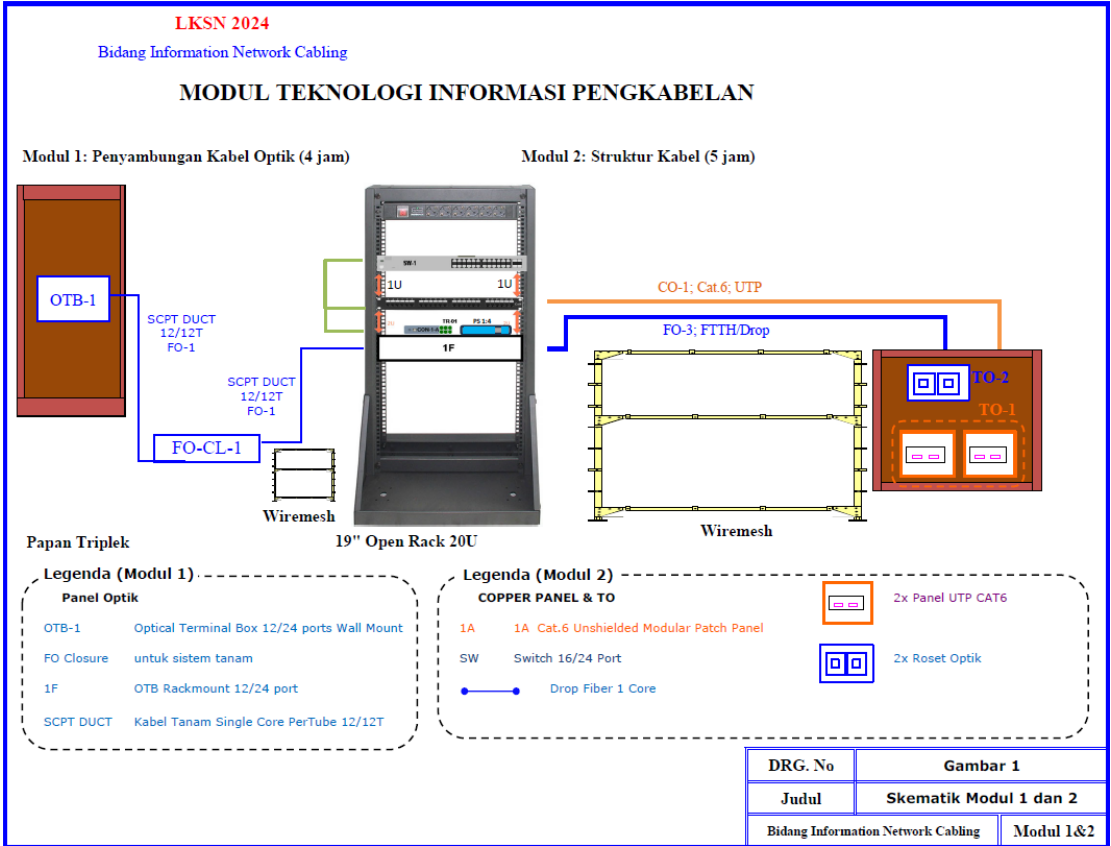 LKSN 2024
Bidang Information Network Cabling
MODUL TEKNOLOGI INFORMASI PENGKABELAN
Modul 1: Penyambungan Kabel Optik (4 jam)
Modul 2: Struktur Kabel (5 jam)
OTB-1
SCPT DUCT
12/12T
FO-1
SCPT DUCT
12/12T
FO-1
FO-CL-1
Wiremesh
SW-1
1U
1U
TR 04
PS 1:4
1F
19" Open Rack 20U
CO-1; Cat.6; UTP
FO-3; FTTH/Drop
TO-2
TO-1
Wiremesh
Papan Triplek
Legenda (Modul 1)
Panel Optik
OTB-1 Optical Terminal Box 12/24 ports Wall Mount
FO Closure untuk sistem tanam
1F OTB Rackmount 12/24 port
SCPT DUCT Kabel Tanam Single Core PerTube 12/12T
Legenda (Modul 2)
COPPER PANEL & TO
1A 1A Cat.6 Unshielded Modular Patch Panel
SW Switch 16/24 Port
Drop Fiber 1 Core
2x Panel UTP CAT6
2x Roset Optik
DRG. No Gambar 1
Judul Skematik Modul 1 dan 2
Bidang Information Network Cabling Modul 1&2